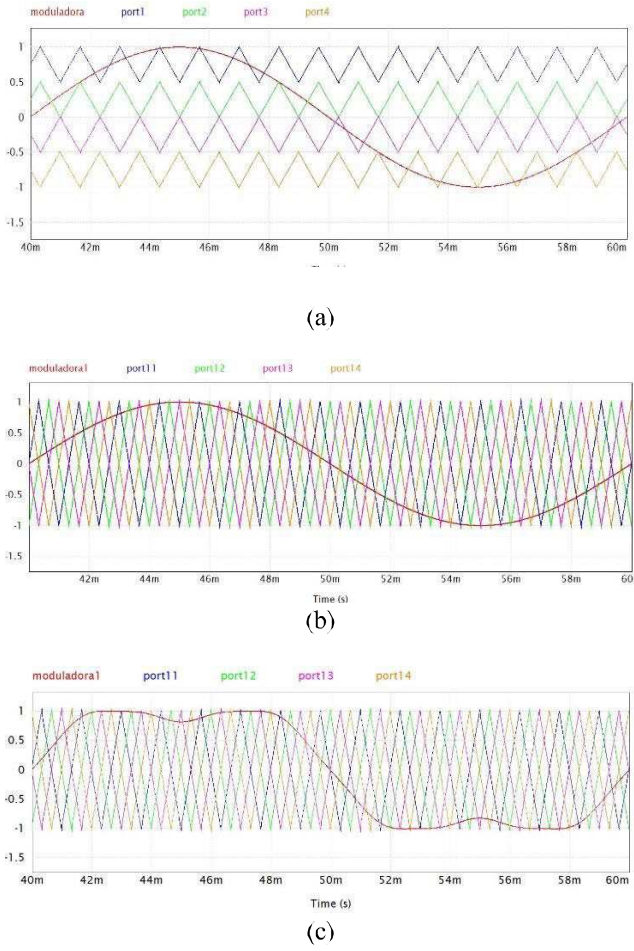 moduladora port1 port2 port3 port4
1
0.5
0
-0.5
-1
-1.5
40m 42m 44m 46m 48m 50m 52m 54m 56m 58m 60m
(a)
moduladora1 port11 port12 port13 port14
1
0.5
0
-0.5
-1
-1.5
42m 44m 46m 48m 50m 52m 54m 56m 58m 60
Time (s)
(b)
moduladora1 port11 port12 port13 port14
1
0.5
0
-0.5
-1
-1.5
40m 42m 44m 46m 48m 50m 52m 54m 56m 58m 60m
Time (s)
(c)